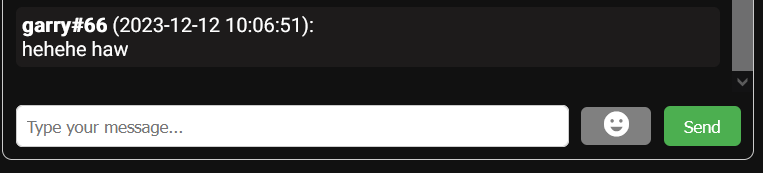 garry#66 (2023-12-12 10:06:51):
hehehe haw
Type your message...
Send